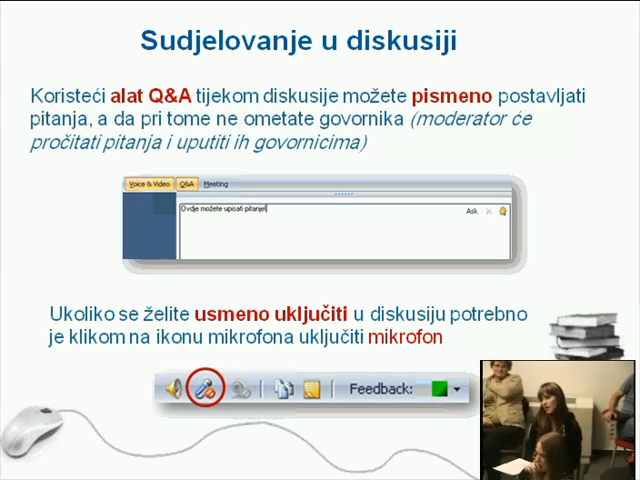 Sudjelovanje u diskusiji
Koristeći alat Q&A tijekom diskusije možete pismeno postavljati
pitanja, a da pri tome ne ometate govornika (moderator će
pročitati pitanja i uputiti ih govornicima)
Voice & Video Q&A Meeting
Ovdje možete upisati pitanje!
Ask
Ukoliko se želite usmeno uključiti u diskusiju potrebno
je klikom na ikonu mikrofona uključiti mikrofon
Feedback: